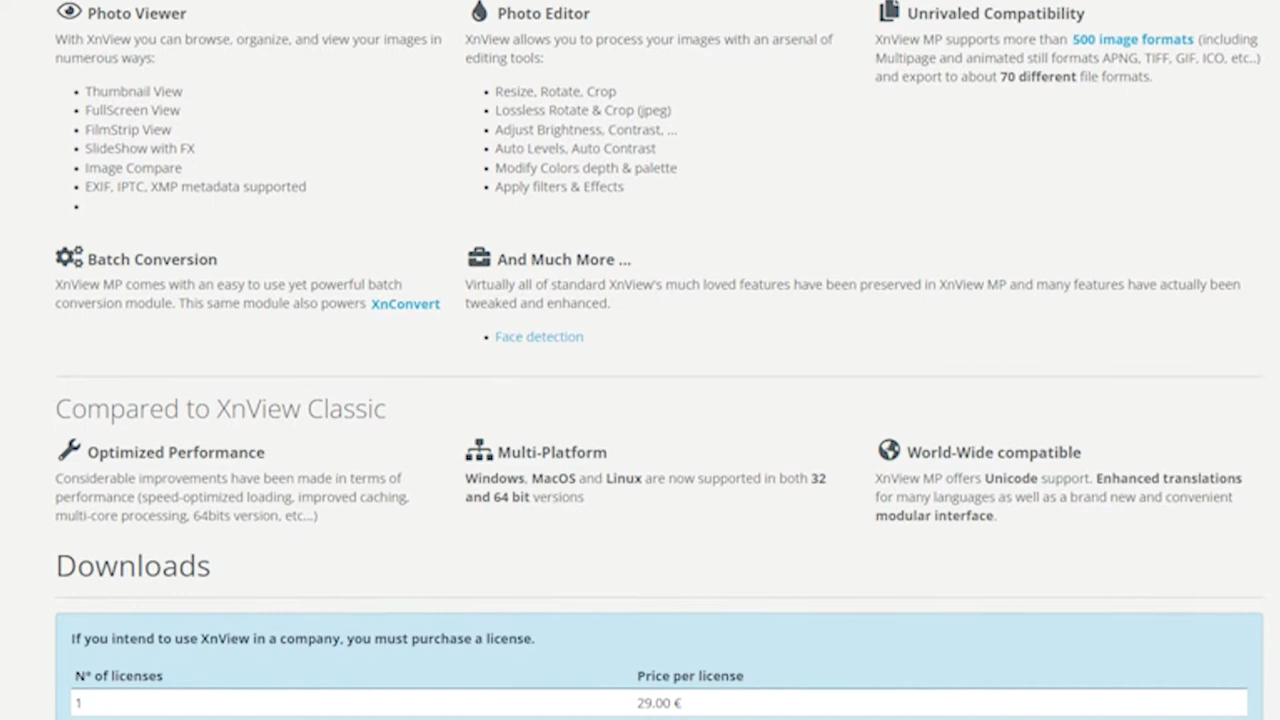 Photo Viewer
With XnView you can browse, organize, and view your images in
numerous ways:
• Thumbnail View
• FullScreen View
• FilmStrip View
• SlideShow with FX
• Image Compare
• EXIF, IPTC, XMP metadata supported
•
Photo Editor
XnView allows you to process your images with an arsenal of
editing tools:
• Resize, Rotate, Crop
• Lossless Rotate & Crop (jpeg)
• Adjust Brightness, Contrast, ...
• Auto Levels, Auto Contrast
• Modify Colors depth & palette
• Apply filters & Effects
Unrivaled Compatibility
XnView MP supports more than 500 image formats (including
Multipage and animated still formats APNG, TIFF, GIF, ICO, etc..)
and export to about 70 different file formats.
Batch Conversion
XnView MP comes with an easy to use yet powerful batch
conversion module. This same module also powers XnConvert
And Much More ...
Virtually all of standard XnView's much loved features have been preserved in XnView MP and many features have actually been
tweaked and enhanced.
• Face detection
Compared to XnView Classic
Optimized Performance
Considerable improvements have been made in terms of
performance (speed-optimized loading, improved caching,
multi-core processing, 64bits version, etc...)
Multi-Platform
Windows, MacOS and Linux are now supported in both 32
and 64 bit versions
World-Wide compatible
XnView MP offers Unicode support. Enhanced translations
for many languages as well as a brand new and convenient
modular interface.
Downloads
If you intend to use XnView in a company, you must purchase a license.
N° of licenses Price per license
1 29.00 €